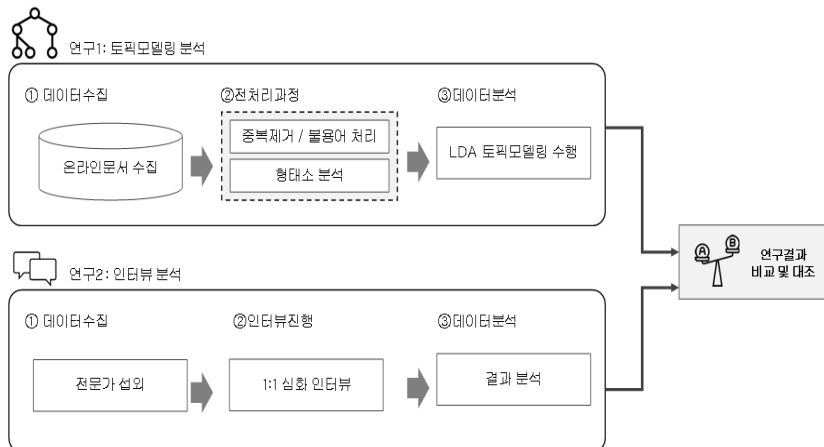 연구1: 토픽모델링 분석
① 데이터수집
②전처리과정
③데이터분석
온라인문서 수집
중복제거 / 불용어 처리
형태소 분석
LDA 토픽모델링 수행
연구2: 인터뷰 분석
① 데이터수집
②인터뷰진행
③데이터분석
전문가 섭외
1:1 심화 인터뷰
결과 분석
A
B
연구결과
비교 및 대조